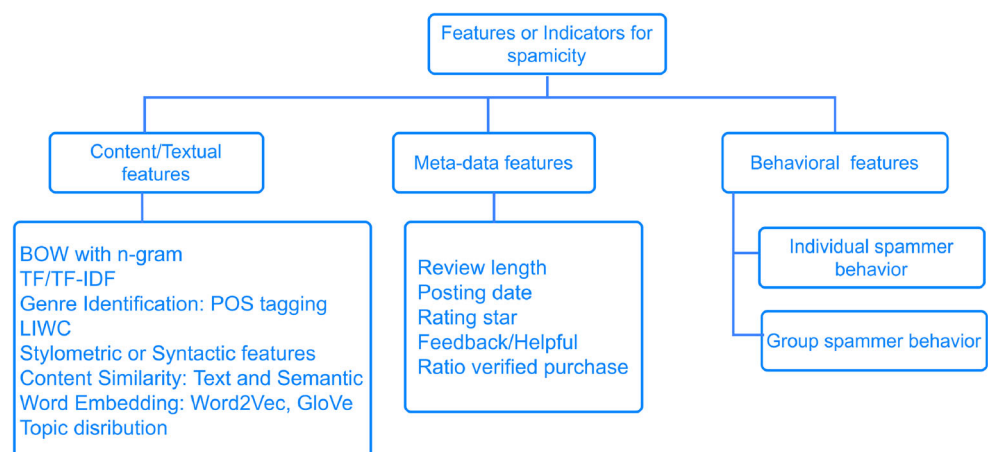 Features or Indicators for
spamicity
Content/Textual
features
Meta-data features
Behavioral features
BOW with n-gram
TF/TF-IDF
Genre Identification: POS tagging
LIWC
Stylometric or Syntactic features
Content Similarity: Text and Semantic
Word Embedding: Word2Vec, GloVe
Topic disribution
Review length
Posting date
Rating star
Feedback/Helpful
Ratio verified purchase
Individual spammer
behavior
Group spammer behavior